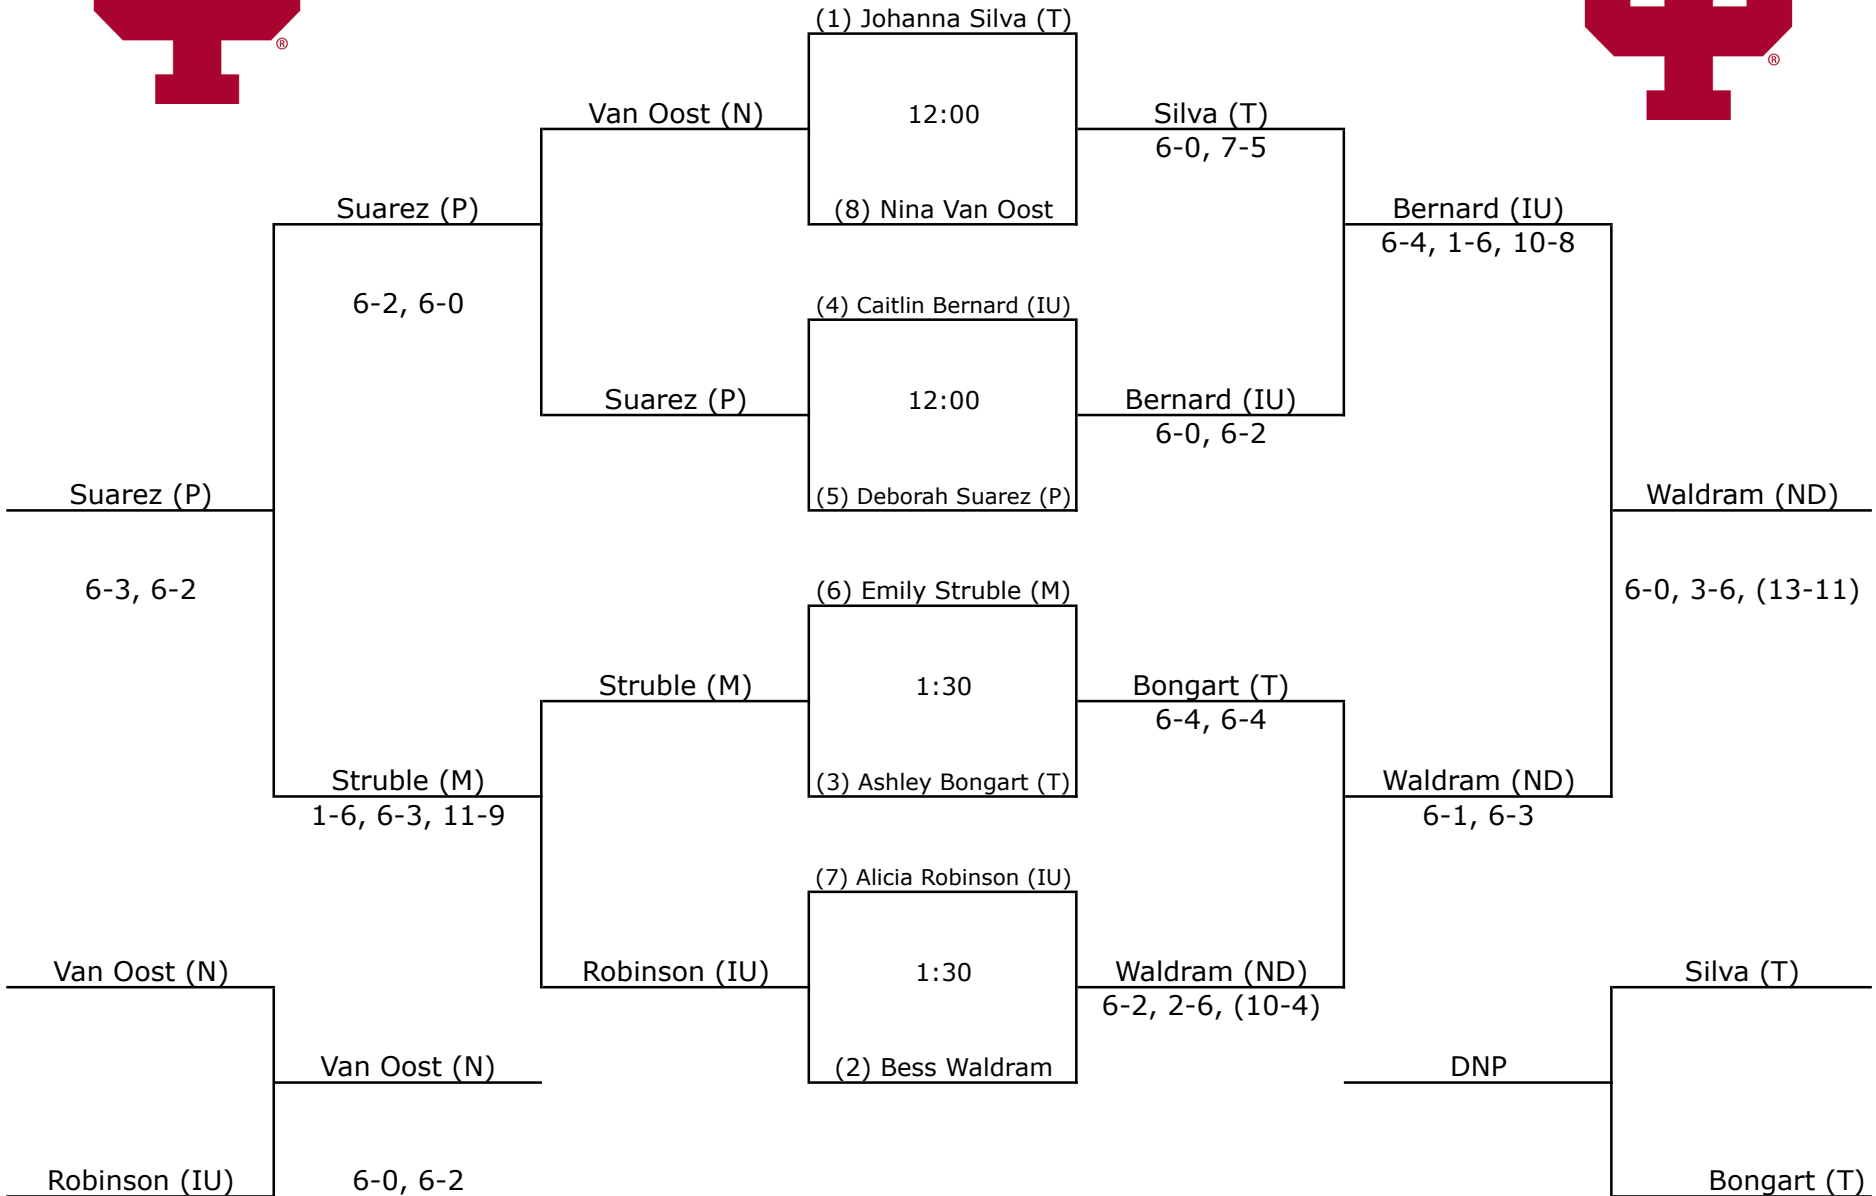 (1) Johanna Silva (T)
®
®
Van Oost (N)
12:00
Silva (T)
6-0, 7-5
Suarez (P)
(8) Nina Van Oost
Bernard (IU)
6-4, 1-6, 10-8
6-2, 6-0
(4) Caitlin Bernard (IU)
Suarez (P)
12:00
Bernard (IU)
6-0, 6-2
Suarez (P)
(5) Deborah Suarez (P)
Waldram (ND)
6-3, 6-2
(6) Emily Struble (M)
6-0, 3-6, (13-11)
Struble (M)
1:30
Bongart (T)
6-4, 6-4
Struble (M)
(3) Ashley Bongart (T)
Waldram (ND)
1-6, 6-3, 11-9
6-1, 6-3
(7) Alicia Robinson (IU)
Van Oost (N)
Robinson (IU)
1:30
Waldram (ND)
Silva (T)
6-2, 2-6, (10-4)
Van Oost (N)
(2) Bess Waldram
DNP
Robinson (IU)
6-0, 6-2
Bongart (T)